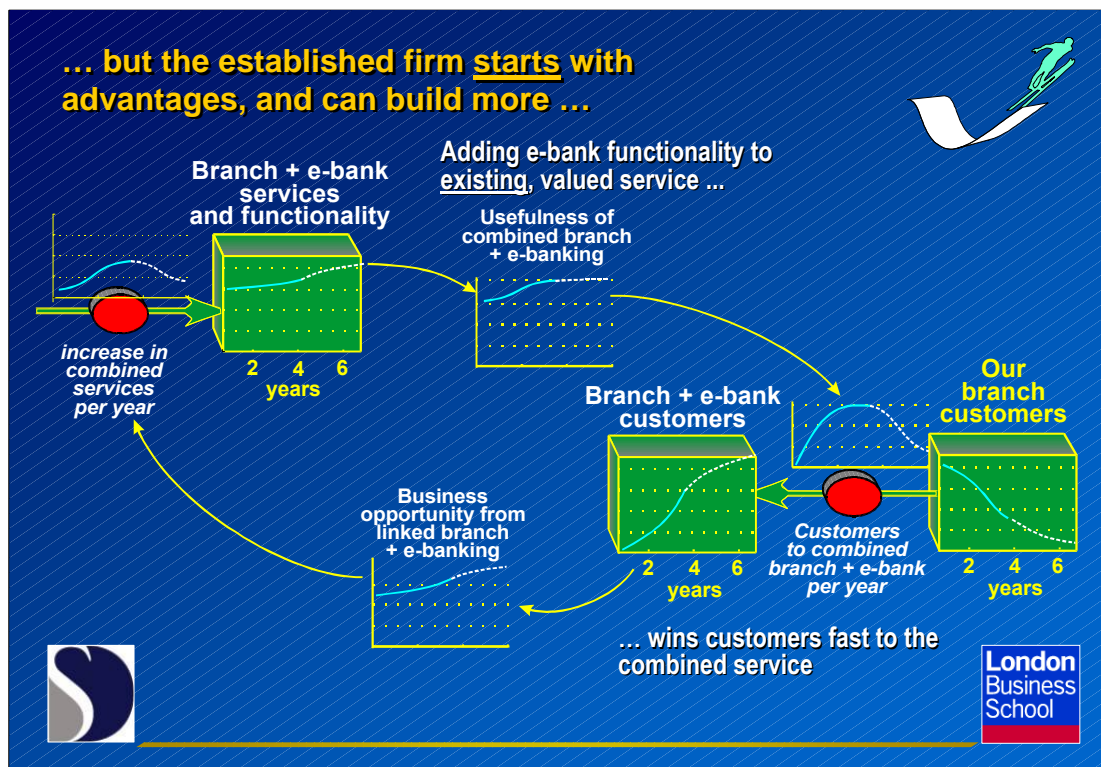 … but the established firm starts with
advantages, and can build more …
Adding e-bank functionality to
existing, valued service ...
Branch + e-bank
services
and functionality
Usefulness of
combined branch
+ e-banking
increase in
combined
services
per year
2 4 6
years
Branch + e-bank
customers
Our
branch
customers
Business
opportunity from
linked branch
+ e-banking
Customers
to combined
branch + e-bank
per year
2 4 6
years
2 4 6
years
… wins customers fast to the
combined service
London
Business
School